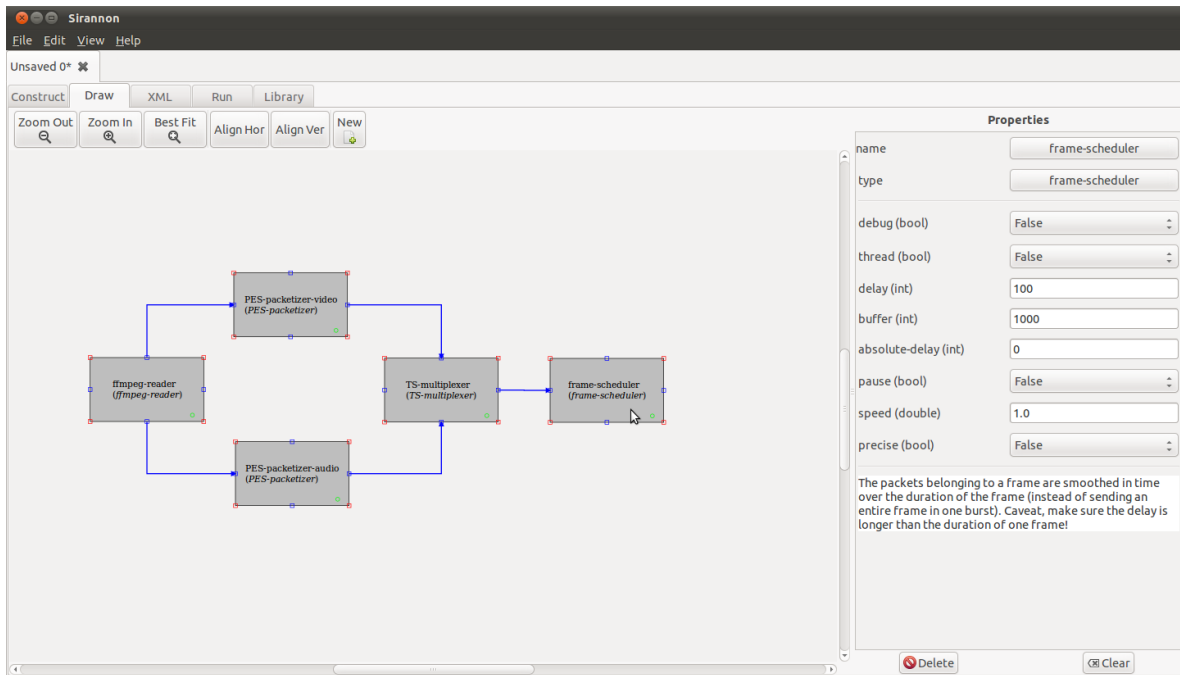 Sirannon
File Edit View Help
Unsaved 0*
Construct Draw XML Run Library
Zoom Out Zoom In Best Fit Align Hor Align Ver New
Properties
name frame-scheduler
type frame-scheduler
debug (bool) False
thread (bool) False
delay (int) 100
buffer (int) 1000
absolute-delay (int) 0
pause (bool) False
speed (double) 1.0
precise (bool) False
The packets belonging to a frame are smoothed in time
over the duration of the frame (instead of sending an
entire frame in one burst). Caveat, make sure the delay is
longer than the duration of one frame!
PES-packetizer-video
(PES-packetizer)
ffmpeg-reader
(ffmpeg-reader)
TS-multiplexer
(TS-multiplexer)
frame-scheduler
(frame-scheduler)
PES-packetizer-audio
(PES-packetizer)
Delete Clear